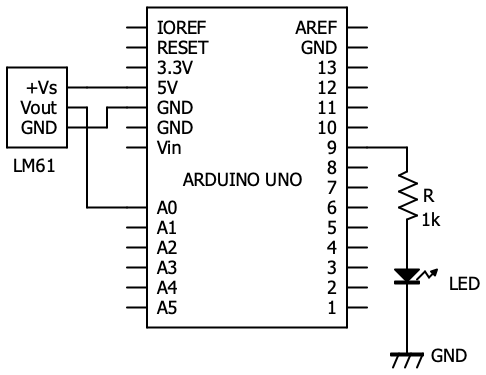 IOREF
RESET
3.3V
5V
GND
GND
Vin
A0
A1
A2
A3
A4
A5
ARDUINO UNO
AREF
GND
13
12
11
10
9
8
7
6
5
4
3
2
1
+Vs
Vout
GND
LM61
R
1k
LED
GND